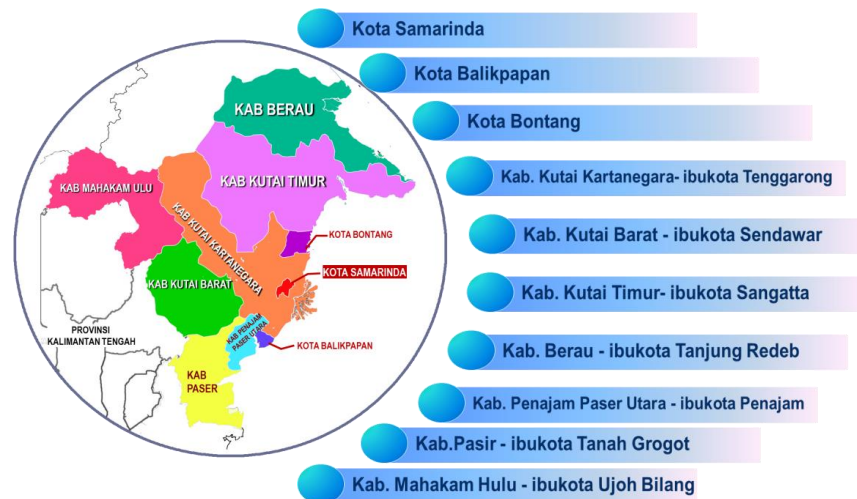 Kota Samarinda
Kota Balikpapan
Kota Bontang
Kab. Kutai Kartanegara- ibukota Tenggarong
Kab. Kutai Barat - ibukota Sendawar
Kab. Kutai Timur- ibukota Sangatta
Kab. Berau - ibukota Tanjung Redeb
Kab. Penajam Paser Utara - ibukota Penajam
Kab.Pasir - ibukota Tanah Grogot
Kab. Mahakam Hulu - ibukota Ujoh Bilang
KAB BERAU
KAB KUTAI TIMUR
KAB MAHAKAM ULU
KAB KUTAI KARTANEGARA
KOTA BONTANG
KOTA SAMARINDA
KAB KUTAI BARAT
PROVINSI
KALIMANTAN TENGAH
KAB PENAJAM
PASER UTARA
KOTA BALIKPAPAN
KAB
PASER